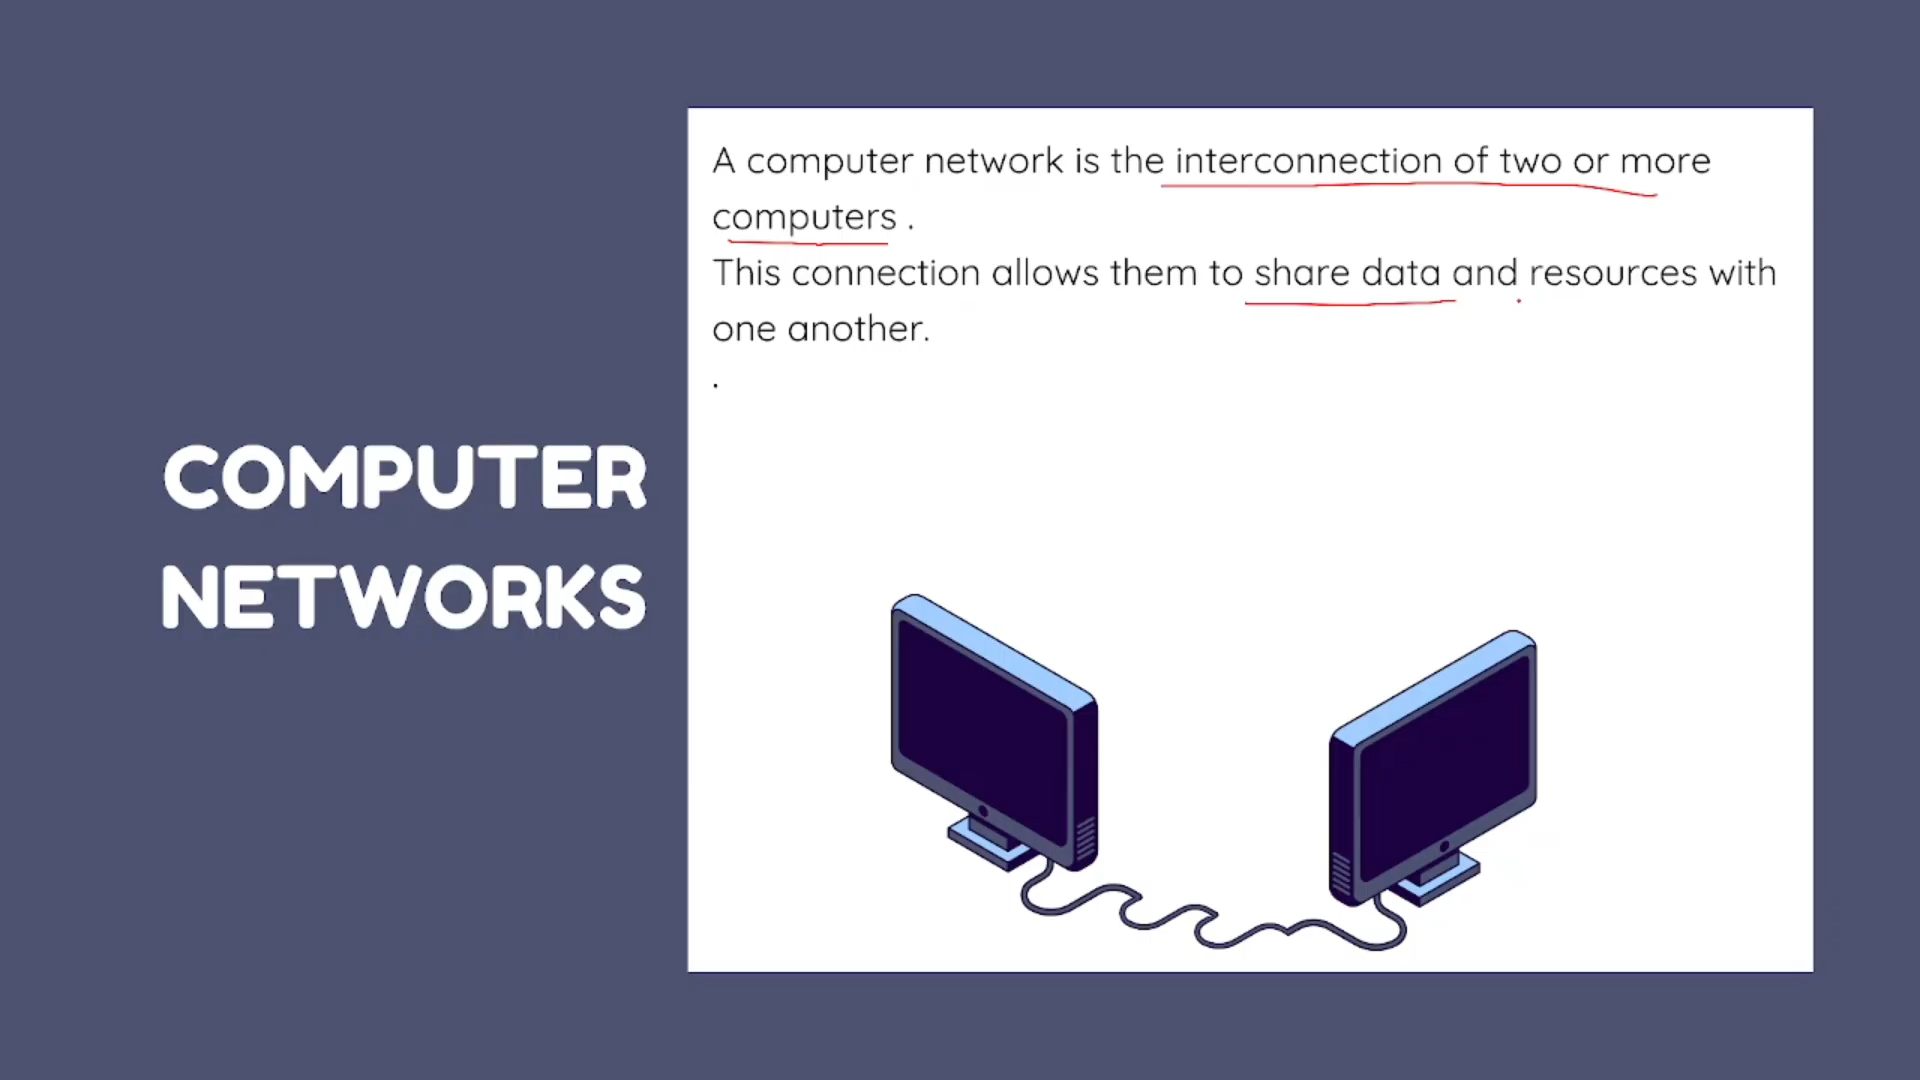 COMPUTER
NETWORKS
A computer network is the interconnection of two or more
computers .
This connection allows them to share data and resources with
one another.
.